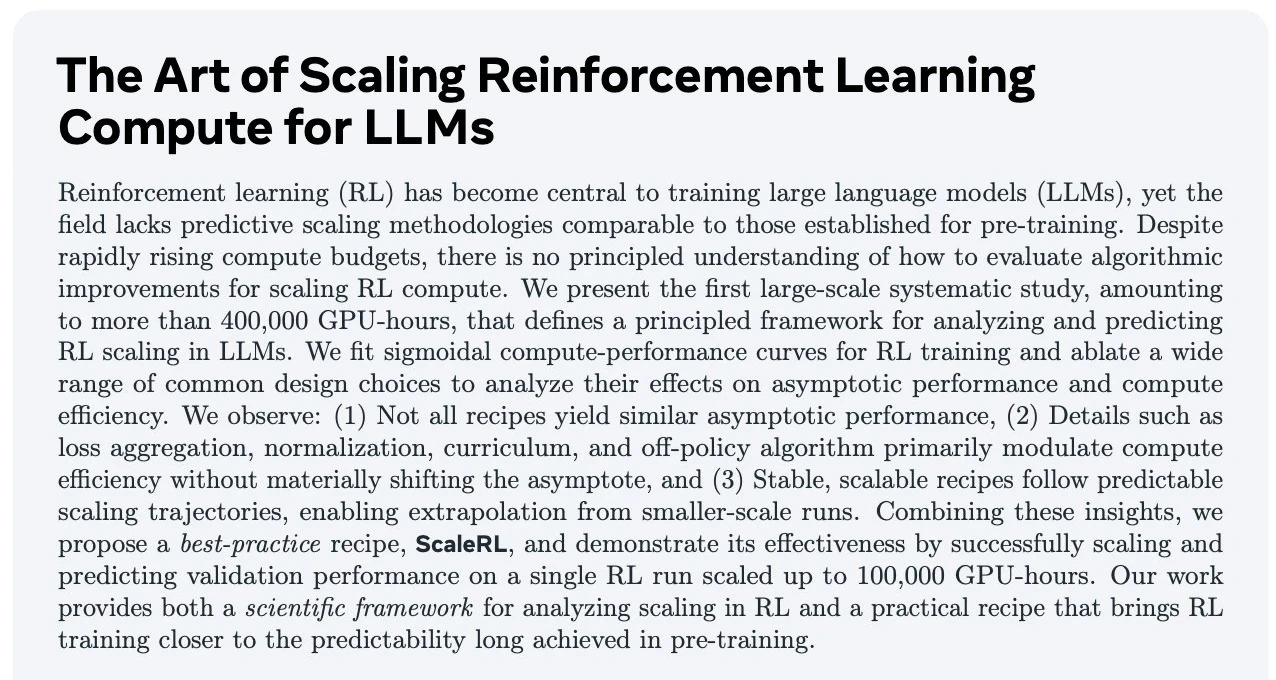 The Art of Scaling Reinforcement Learning
Compute for LLMs
Reinforcement learning (RL) has become central to training large language models (LLMs), yet the
field lacks predictive scaling methodologies comparable to those established for pre-training. Despite
rapidly rising compute budgets, there is no principled understanding of how to evaluate algorithmic
improvements for scaling RL compute. We present the first large-scale systematic study, amounting
to more than 400,000 GPU-hours, that defines a principled framework for analyzing and predicting
RL scaling in LLMs. We fit sigmoidal compute-performance curves for RL training and ablate a wide
range of common design choices to analyze their effects on asymptotic performance and compute
efficiency. We observe: (1) Not all recipes yield similar asymptotic performance, (2) Details such as
loss aggregation, normalization, curriculum, and off-policy algorithm primarily modulate compute
efficiency without materially shifting the asymptote, and (3) Stable, scalable recipes follow predictable
scaling trajectories, enabling extrapolation from smaller-scale runs. Combining these insights, we
propose a best-practice recipe, ScaleRL, and demonstrate its effectiveness by successfully scaling and
predicting validation performance on a single RL run scaled up to 100,000 GPU-hours. Our work
provides both a scientific framework for analyzing scaling in RL and a practical recipe that brings RL
training closer to the predictability long achieved in pre-training.